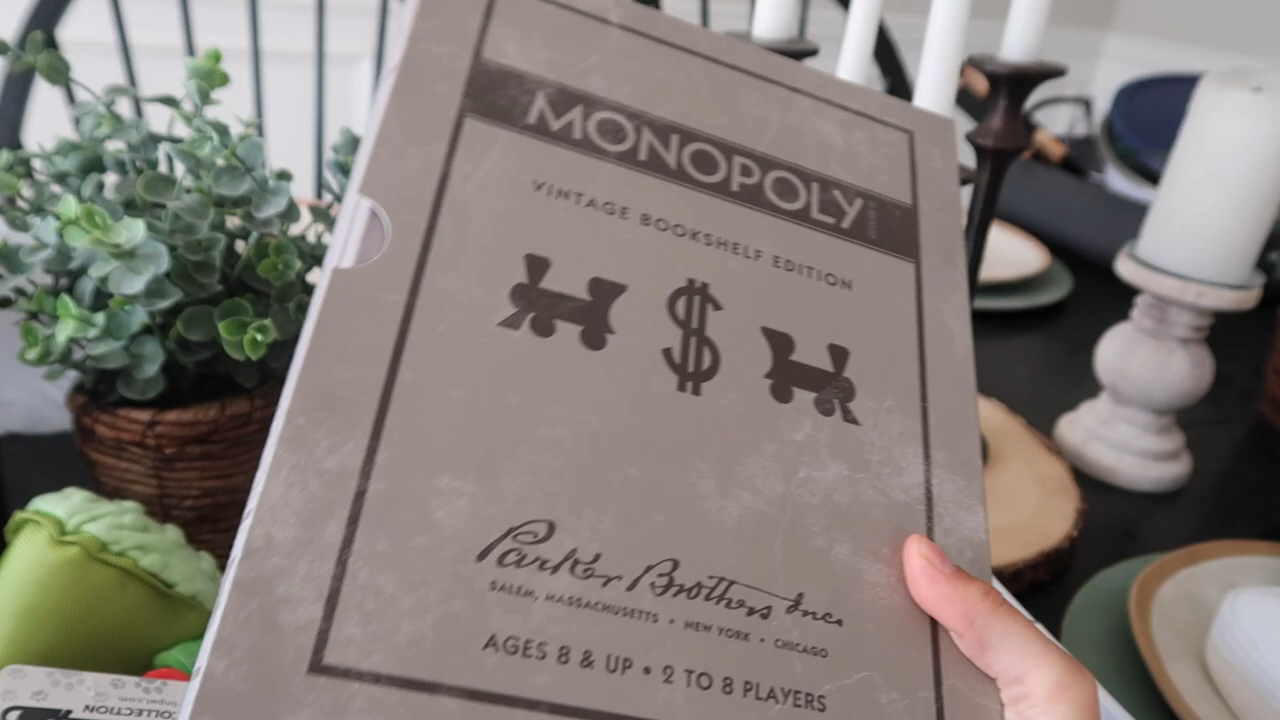 MONOPOLY
VINTAGE BOOKSHELF EDITION
$
Parker Brothers Inc.
SALEM, MASSACHUSETTS • NEW YORK • CHICAGO
AGES 8 & UP • 2 TO 8 PLAYERS
COLLECTION